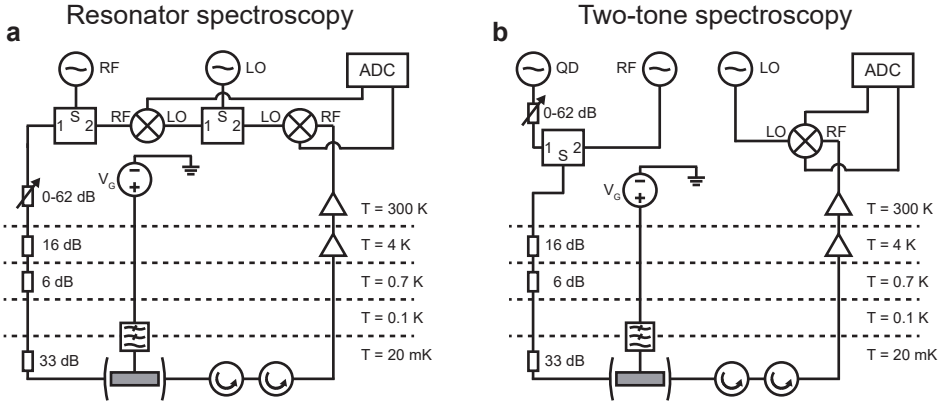 Resonator spectroscopy
a
RF
LO
ADC
1 S 2
RF
LO
1 S 2
LO
RF
V_G
− +
0-62 dB
T = 300 K
16 dB
T = 4 K
6 dB
T = 0.7 K
T = 0.1 K
33 dB
T = 20 mK
Two-tone spectroscopy
b
QD
RF
LO
ADC
0-62 dB
1 S 2
LO
RF
V_G
− +
T = 300 K
16 dB
T = 4 K
6 dB
T = 0.7 K
T = 0.1 K
33 dB
T = 20 mK